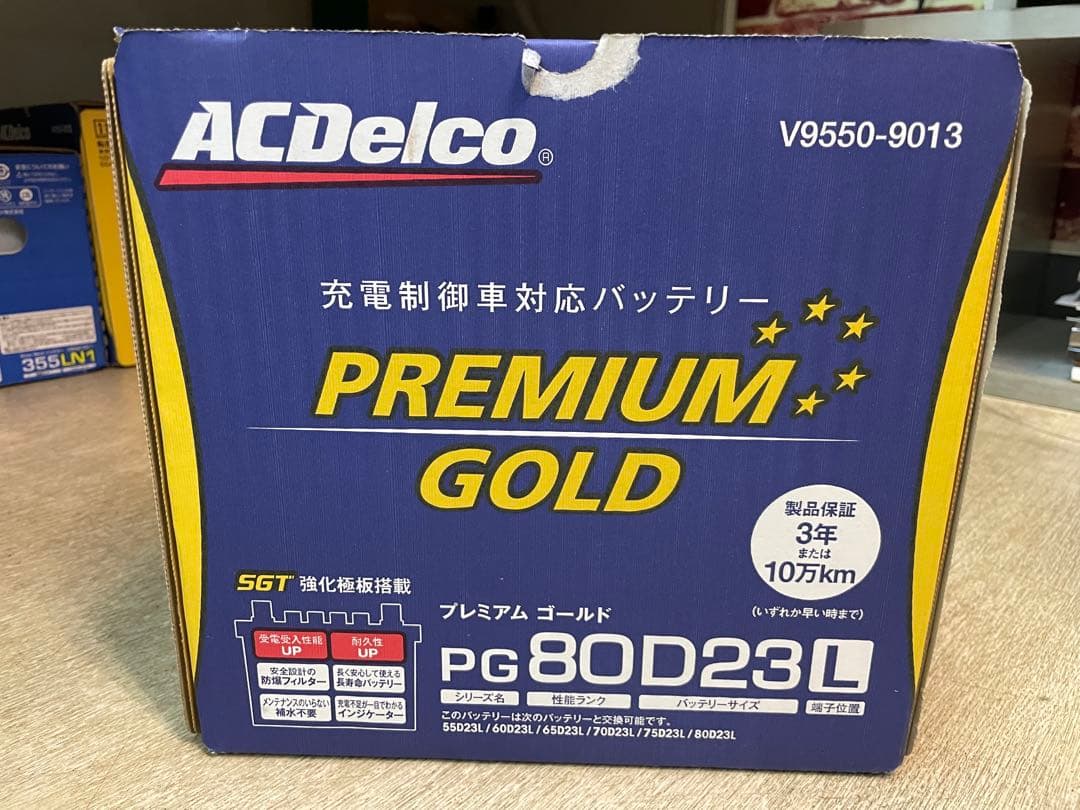 ACDelco®
V9550-9013
充電制御車対応バッテリー
PREMIUM
GOLD
製品保証
3年
または
10万km
(いずれか早い時まで)
SGT 強化極板搭載
受電受入性能
UP
耐久性
UP
安全設計の
防爆フィルター
長く安心して使える
長寿命バッテリー
メンテナンスのいらない
補水不要
充電不足が一目でわかる
インジケーター
プレミアム ゴールド
PG 80D23L
シリーズ名
性能ランク
バッテリーサイズ
端子位置
このバッテリーは次のバッテリーと交換可能です。
55D23L/60D23L/65D23L/70D23L/75D23L/80D23L
355LN1